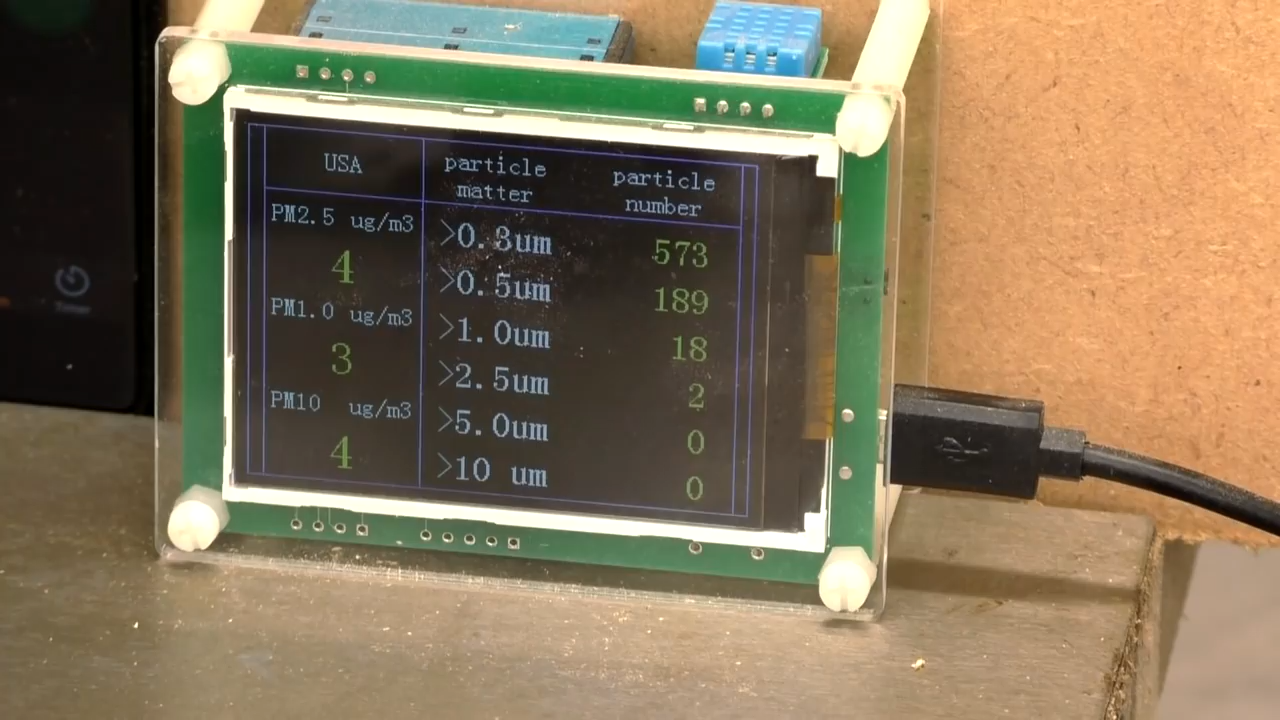 USA
PM2.5 ug/m3
4
PM1.0 ug/m3
3
PM10 ug/m3
4
particle matter
particle number
>0.3um 573
>0.5um 189
>1.0um 18
>2.5um 2
>5.0um 0
>10 um 0